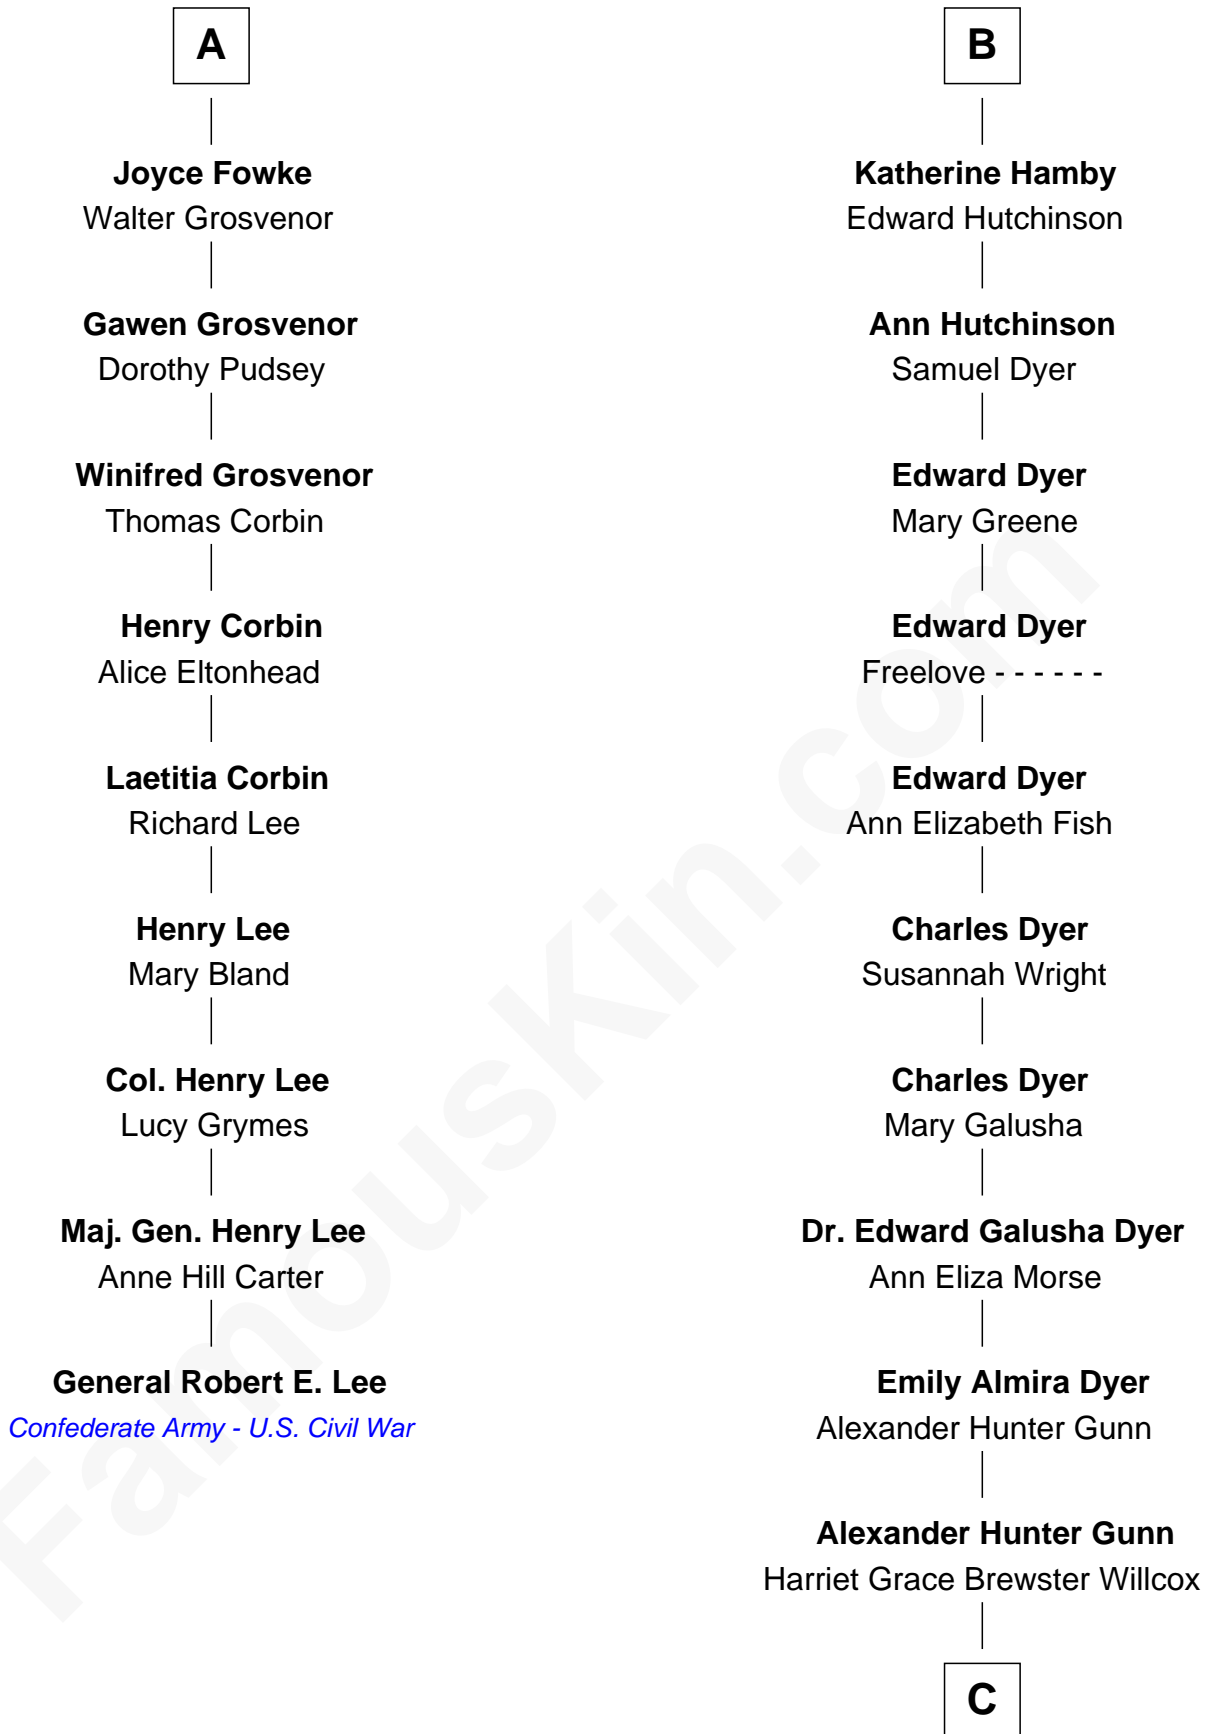 A
Joyce Fowke
Walter Grosvenor
Gawen Grosvenor
Dorothy Pudsey
Winifred Grosvenor
Thomas Corbin
Henry Corbin
Alice Eltonhead
Laetitia Corbin
Richard Lee
Henry Lee
Mary Bland
Col. Henry Lee
Lucy Grymes
Maj. Gen. Henry Lee
Anne Hill Carter
General Robert E. Lee
Confederate Army - U.S. Civil War
B
Katherine Hamby
Edward Hutchinson
Ann Hutchinson
Samuel Dyer
Edward Dyer
Mary Greene
Edward Dyer
Freelove - - - - - -
Edward Dyer
Ann Elizabeth Fish
Charles Dyer
Susannah Wright
Charles Dyer
Mary Galusha
Dr. Edward Galusha Dyer
Ann Eliza Morse
Emily Almira Dyer
Alexander Hunter Gunn
Alexander Hunter Gunn
Harriet Grace Brewster Willcox
C
FamousKin.com